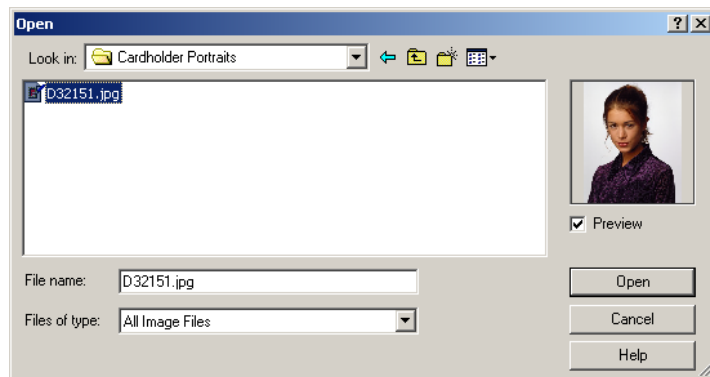 Open
Look in: Cardholder Portraits
D32151.jpg
Preview
File name: D32151.jpg
Open
Files of type: All Image Files
Cancel
Help